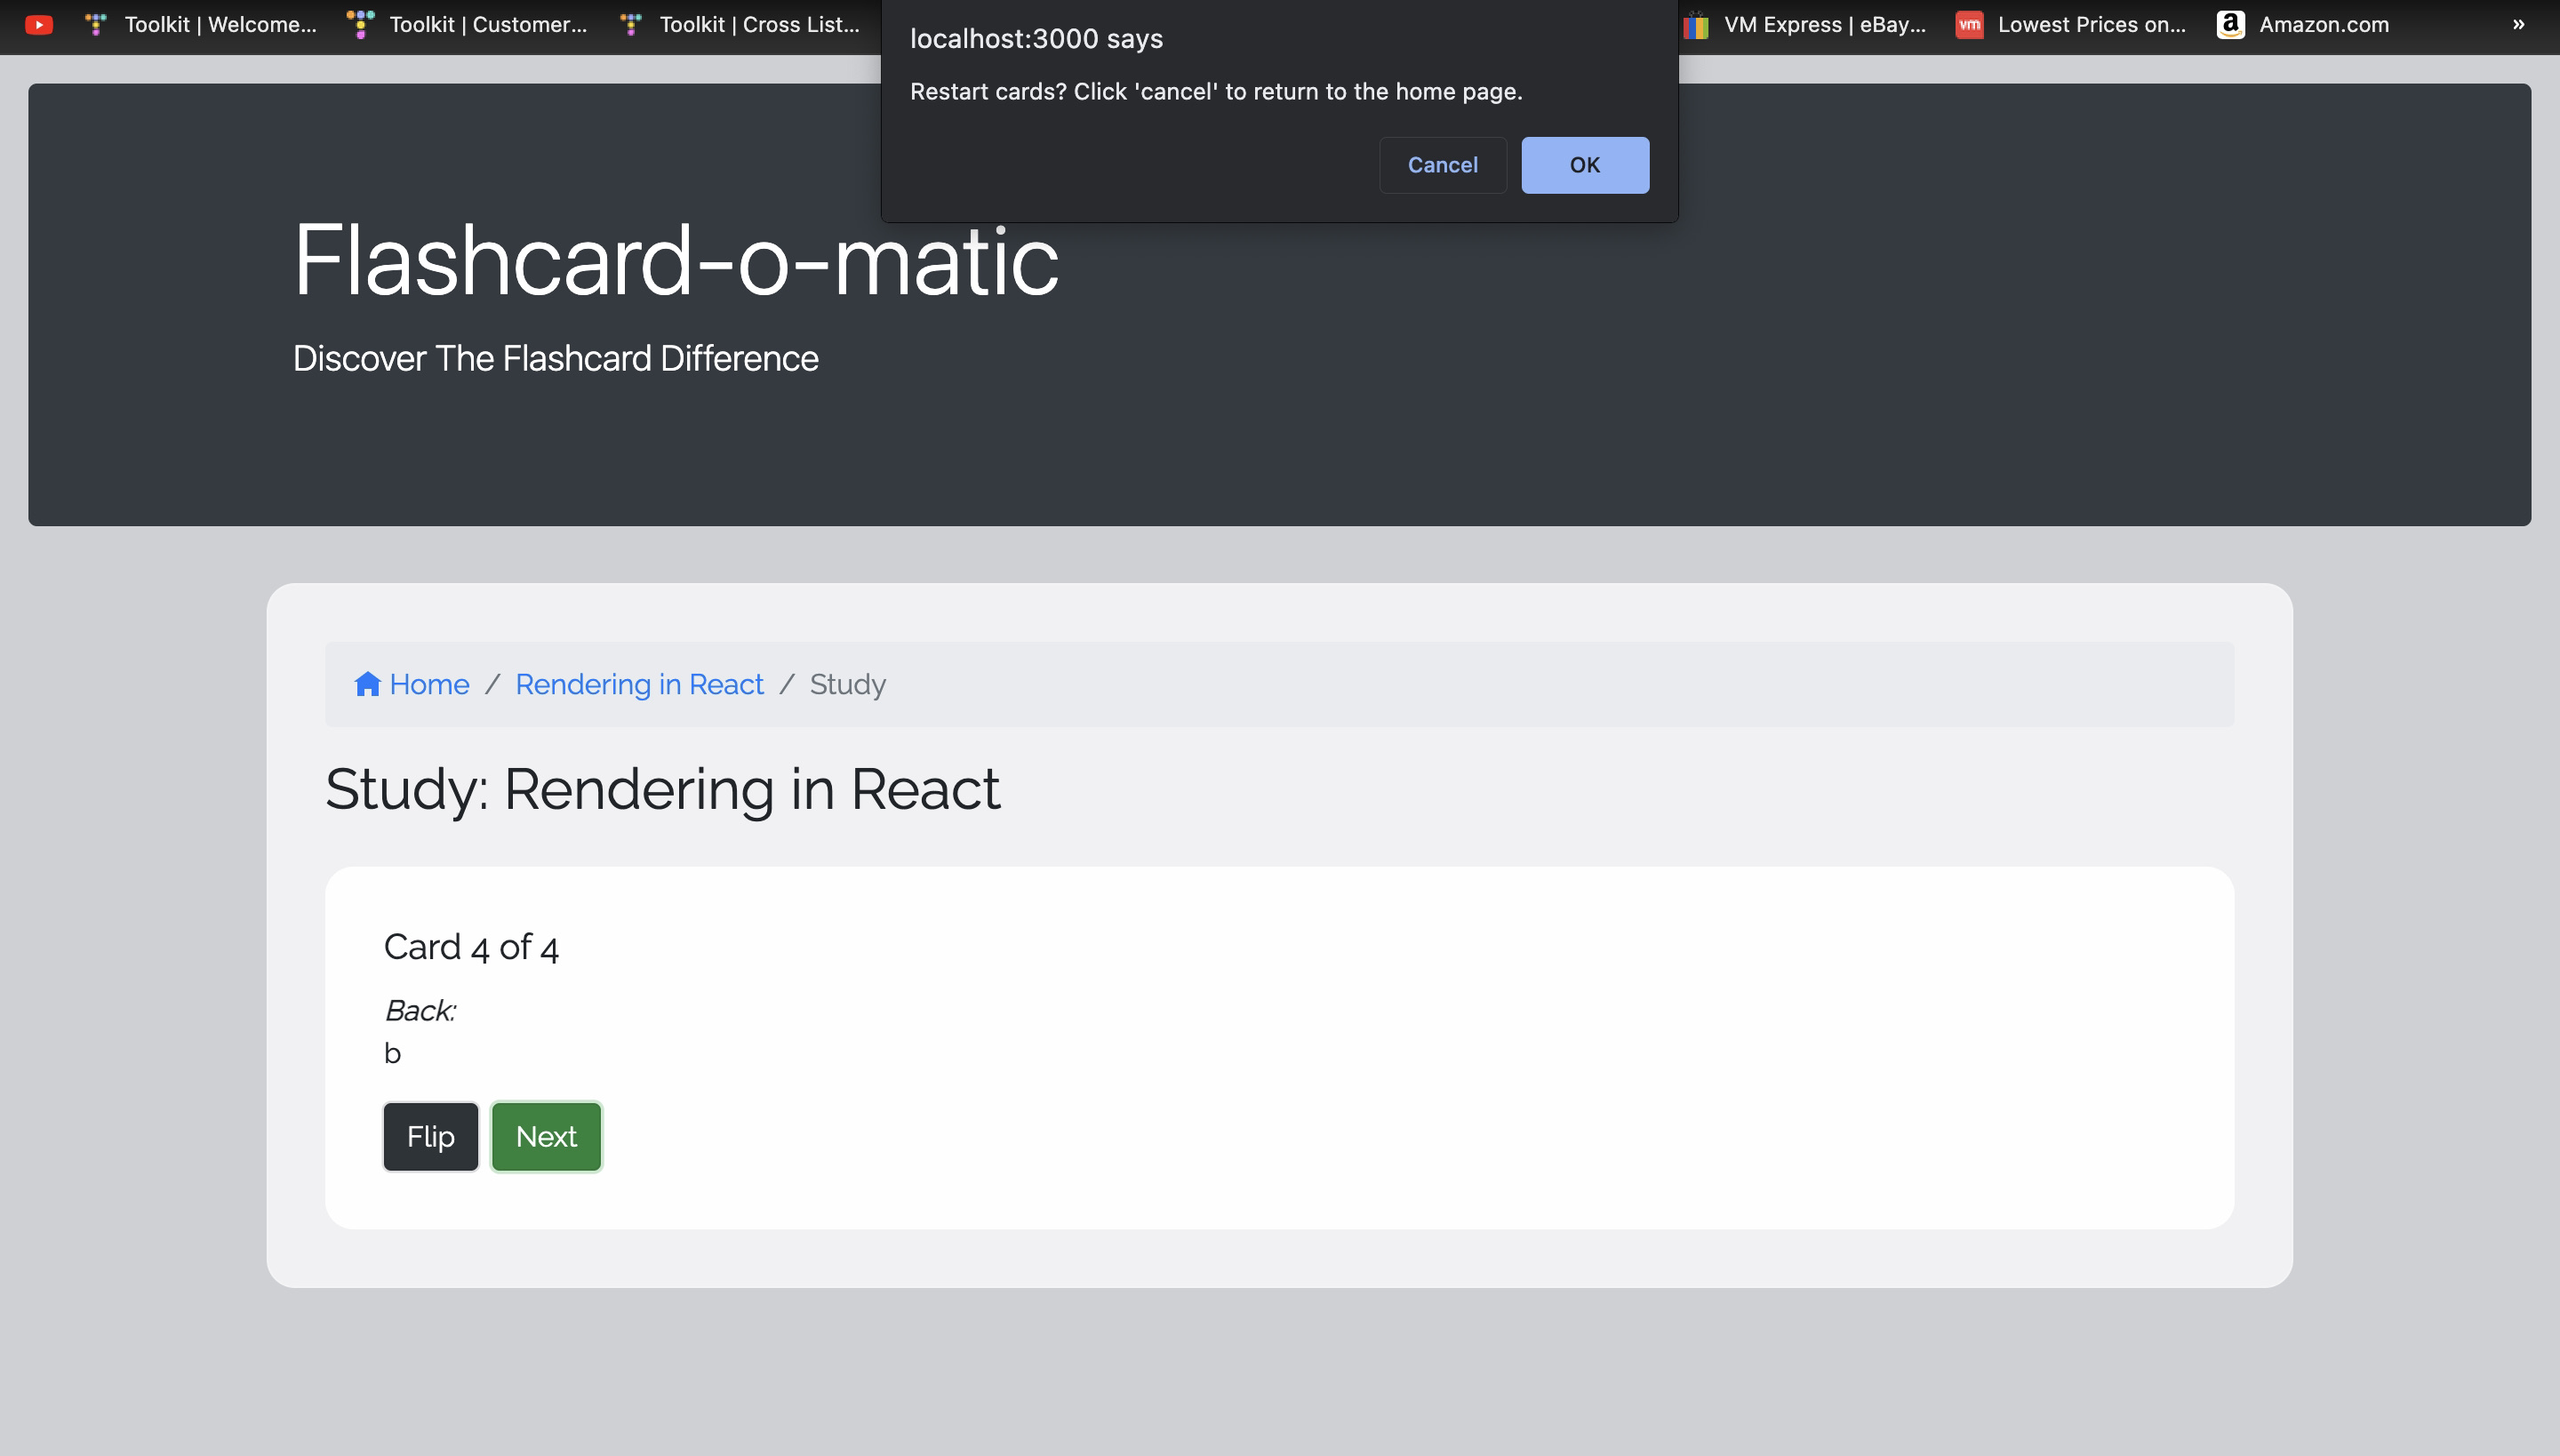 Toolkit | Welcome...
Toolkit | Customer...
Toolkit | Cross List...
VM Express | eBay...
vm
Lowest Prices on...
a
Amazon.com
»
localhost:3000 says
Restart cards? Click 'cancel' to return to the home page.
Cancel
OK
Flashcard-o-matic
Discover The Flashcard Difference
Home / Rendering in React / Study
Study: Rendering in React
Card 4 of 4
Back:
b
Flip
Next